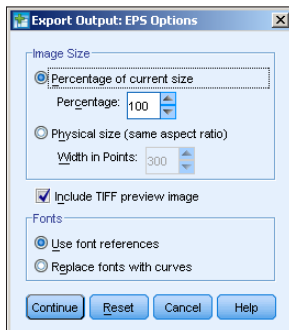 Export Output: EPS Options
Image Size
Percentage of current size
Percentage: 100
Physical size (same aspect ratio)
Width in Points: 300
Include TIFF preview image
Fonts
Use font references
Replace fonts with curves
Continue Reset Cancel Help